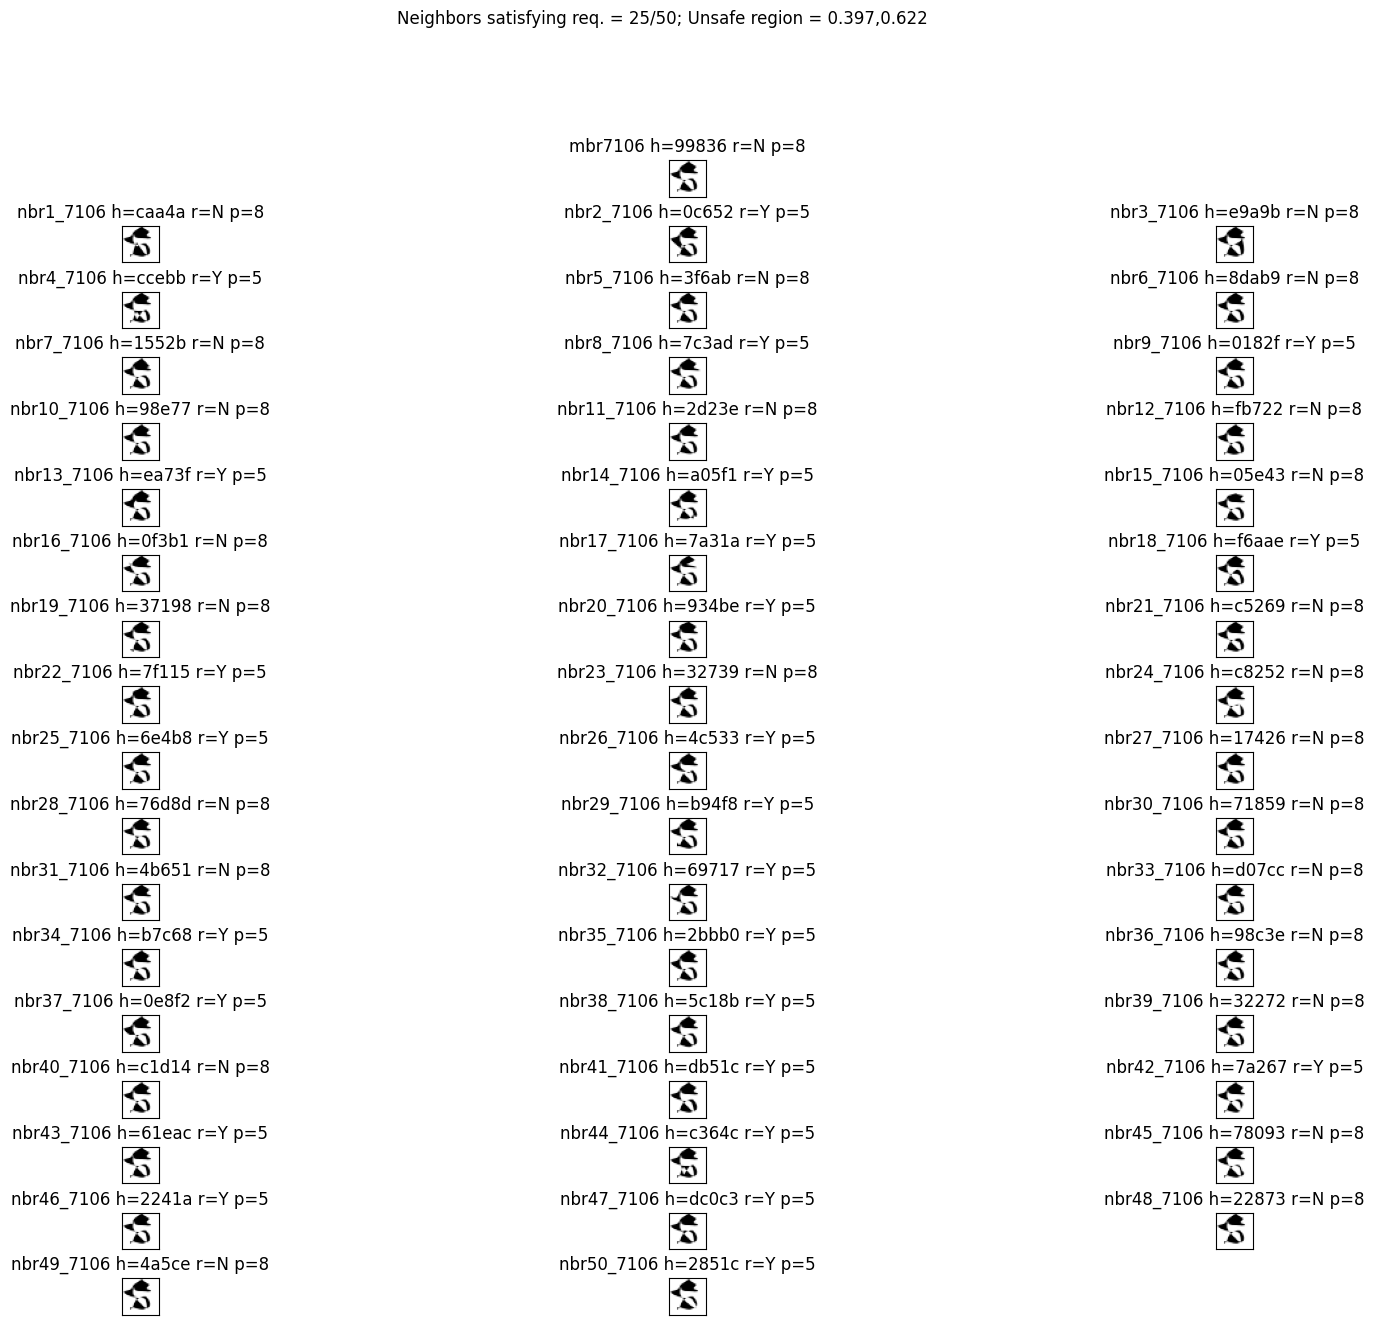 Neighbors satisfying req. = 25/50; Unsafe region = 0.397,0.622
mbr7106 h=99836 r=N p=8
nbr1_7106 h=caa4a r=N p=8
nbr2_7106 h=0c652 r=Y p=5
nbr3_7106 h=e9a9b r=N p=8
nbr4_7106 h=ccebb r=Y p=5
nbr5_7106 h=3f6ab r=N p=8
nbr6_7106 h=8dab9 r=N p=8
nbr7_7106 h=1552b r=N p=8
nbr8_7106 h=7c3ad r=Y p=5
nbr9_7106 h=0182f r=Y p=5
nbr10_7106 h=98e77 r=N p=8
nbr11_7106 h=2d23e r=N p=8
nbr12_7106 h=fb722 r=N p=8
nbr13_7106 h=ea73f r=Y p=5
nbr14_7106 h=a05f1 r=Y p=5
nbr15_7106 h=05e43 r=N p=8
nbr16_7106 h=0f3b1 r=N p=8
nbr17_7106 h=7a31a r=Y p=5
nbr18_7106 h=f6aae r=Y p=5
nbr19_7106 h=37198 r=N p=8
nbr20_7106 h=934be r=Y p=5
nbr21_7106 h=c5269 r=N p=8
nbr22_7106 h=7f115 r=Y p=5
nbr23_7106 h=32739 r=N p=8
nbr24_7106 h=c8252 r=N p=8
nbr25_7106 h=6e4b8 r=Y p=5
nbr26_7106 h=4c533 r=Y p=5
nbr27_7106 h=17426 r=N p=8
nbr28_7106 h=76d8d r=N p=8
nbr29_7106 h=b94f8 r=Y p=5
nbr30_7106 h=71859 r=N p=8
nbr31_7106 h=4b651 r=N p=8
nbr32_7106 h=69717 r=Y p=5
nbr33_7106 h=d07cc r=N p=8
nbr34_7106 h=b7c68 r=Y p=5
nbr35_7106 h=2bbb0 r=Y p=5
nbr36_7106 h=98c3e r=N p=8
nbr37_7106 h=0e8f2 r=Y p=5
nbr38_7106 h=5c18b r=Y p=5
nbr39_7106 h=32272 r=N p=8
nbr40_7106 h=c1d14 r=N p=8
nbr41_7106 h=db51c r=Y p=5
nbr42_7106 h=7a267 r=Y p=5
nbr43_7106 h=61eac r=Y p=5
nbr44_7106 h=c364c r=Y p=5
nbr45_7106 h=78093 r=N p=8
nbr46_7106 h=2241a r=Y p=5
nbr47_7106 h=dc0c3 r=Y p=5
nbr48_7106 h=22873 r=N p=8
nbr49_7106 h=4a5ce r=N p=8
nbr50_7106 h=2851c r=Y p=5